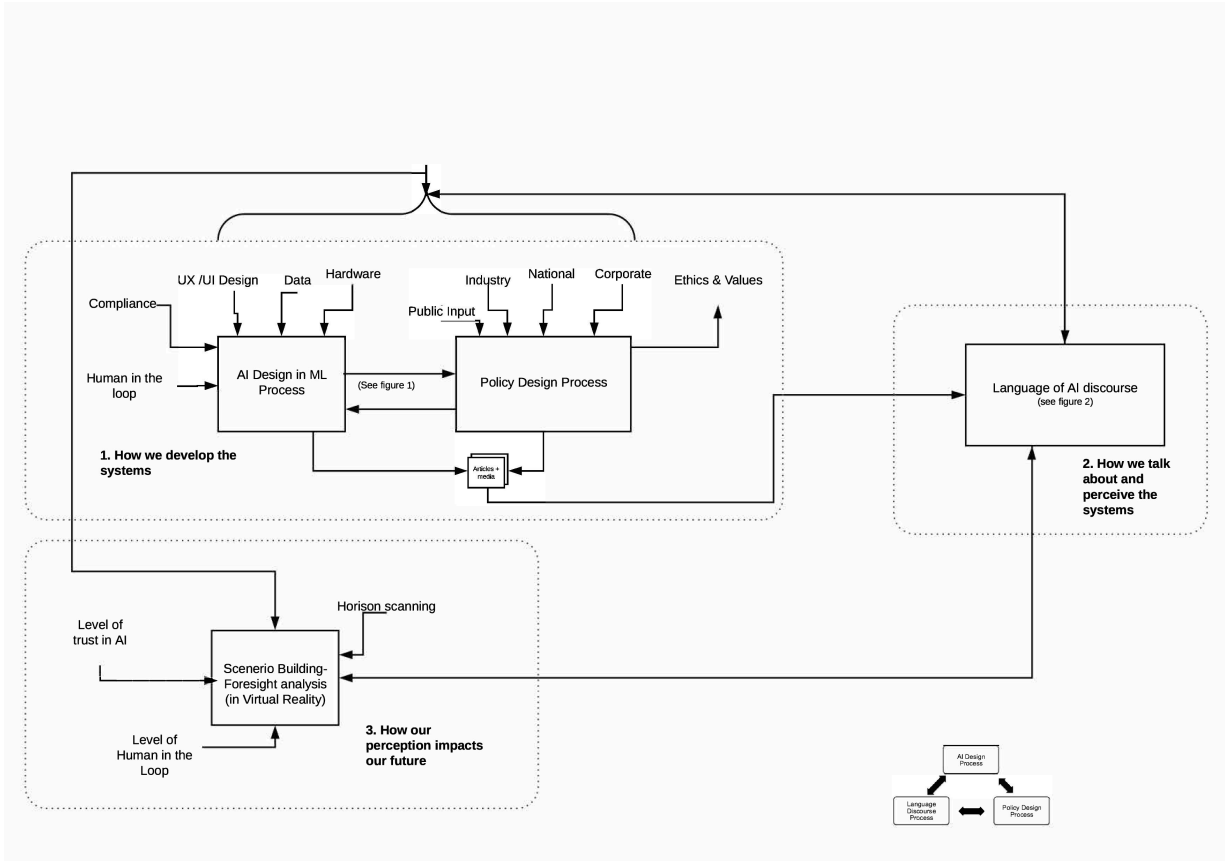 UX /UI Design
Data
Hardware
Industry
National
Corporate
Ethics & Values
Compliance
Public Input
Human in the
loop
AI Design in ML
Process
(See figure 1)
Policy Design Process
Articles +
media
1. How we develop the
systems
Language of AI discourse
(see figure 2)
2. How we talk
about and
perceive the
systems
Horison scanning
Level of
trust in AI
Scenerio Building-
Foresight analysis
(in Virtual Reality)
Level of
Human in the
Loop
3. How our
perception impacts
our future
AI Design
Process
Language
Discourse
Process
Policy Design
Process